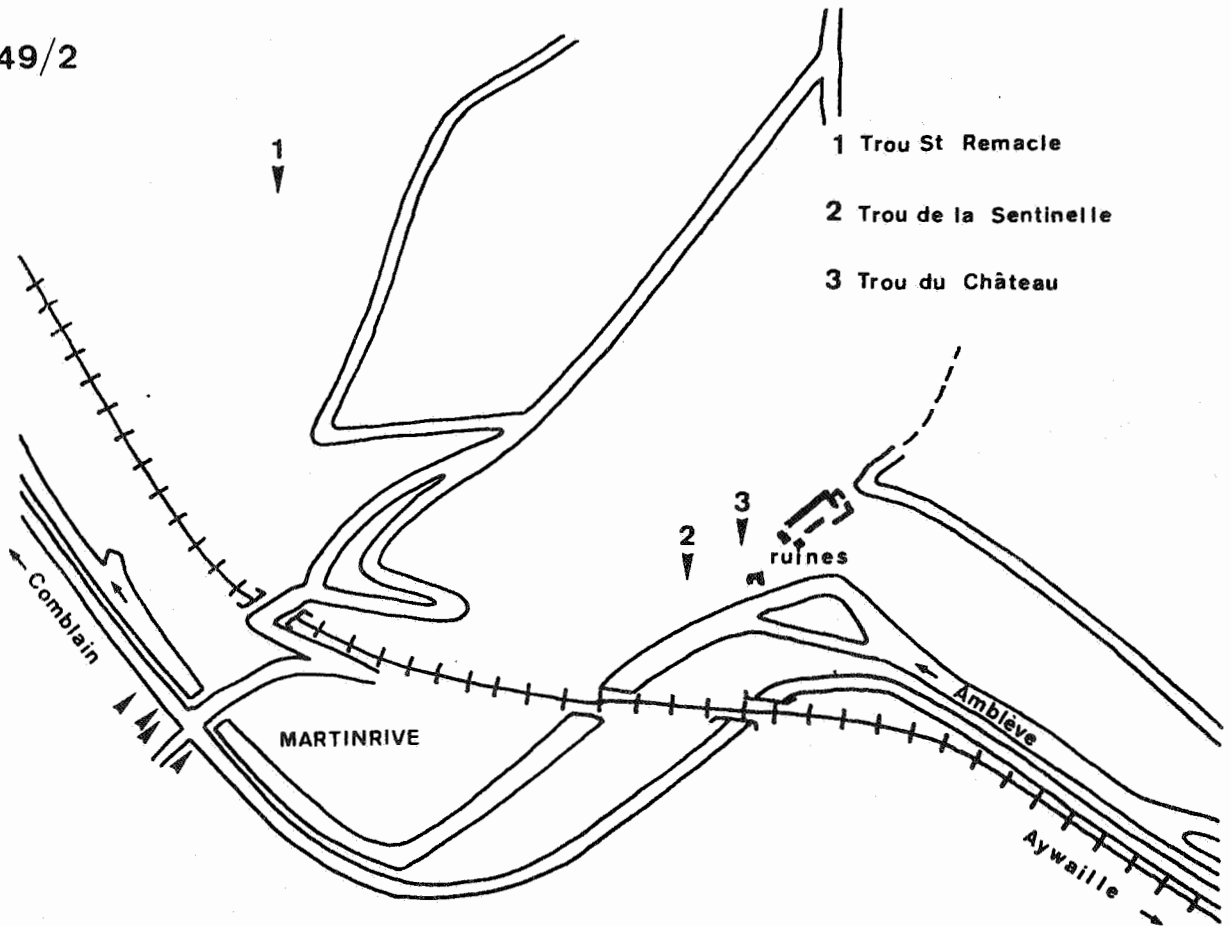 49/2
1
1 Trou St Remacle
2 Trou de la Sentinelle
3 Trou du Château
3
2
ruines
Comblain
Amblève
MARTINRIVE
Aywaille